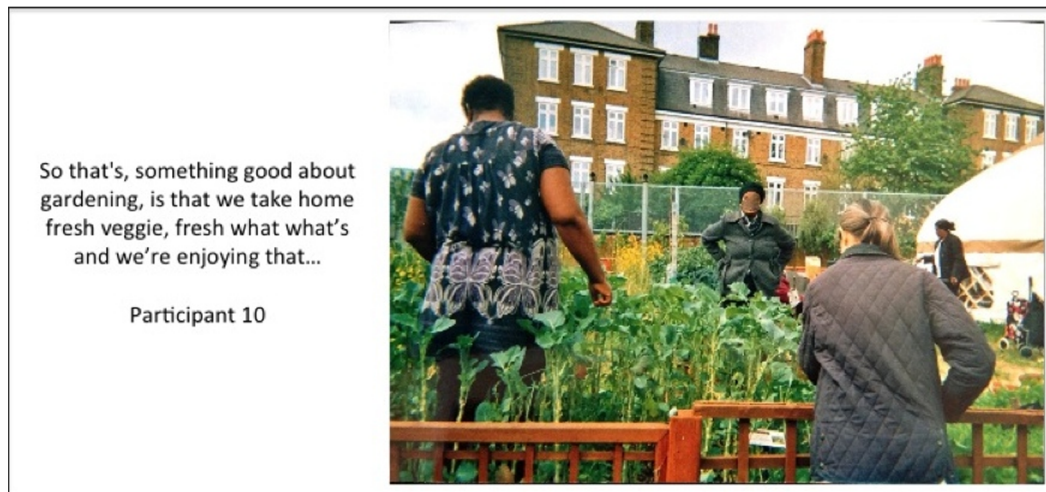 So that's, something good about
gardening, is that we take home
fresh veggie, fresh what what's
and we're enjoying that...
Participant 10